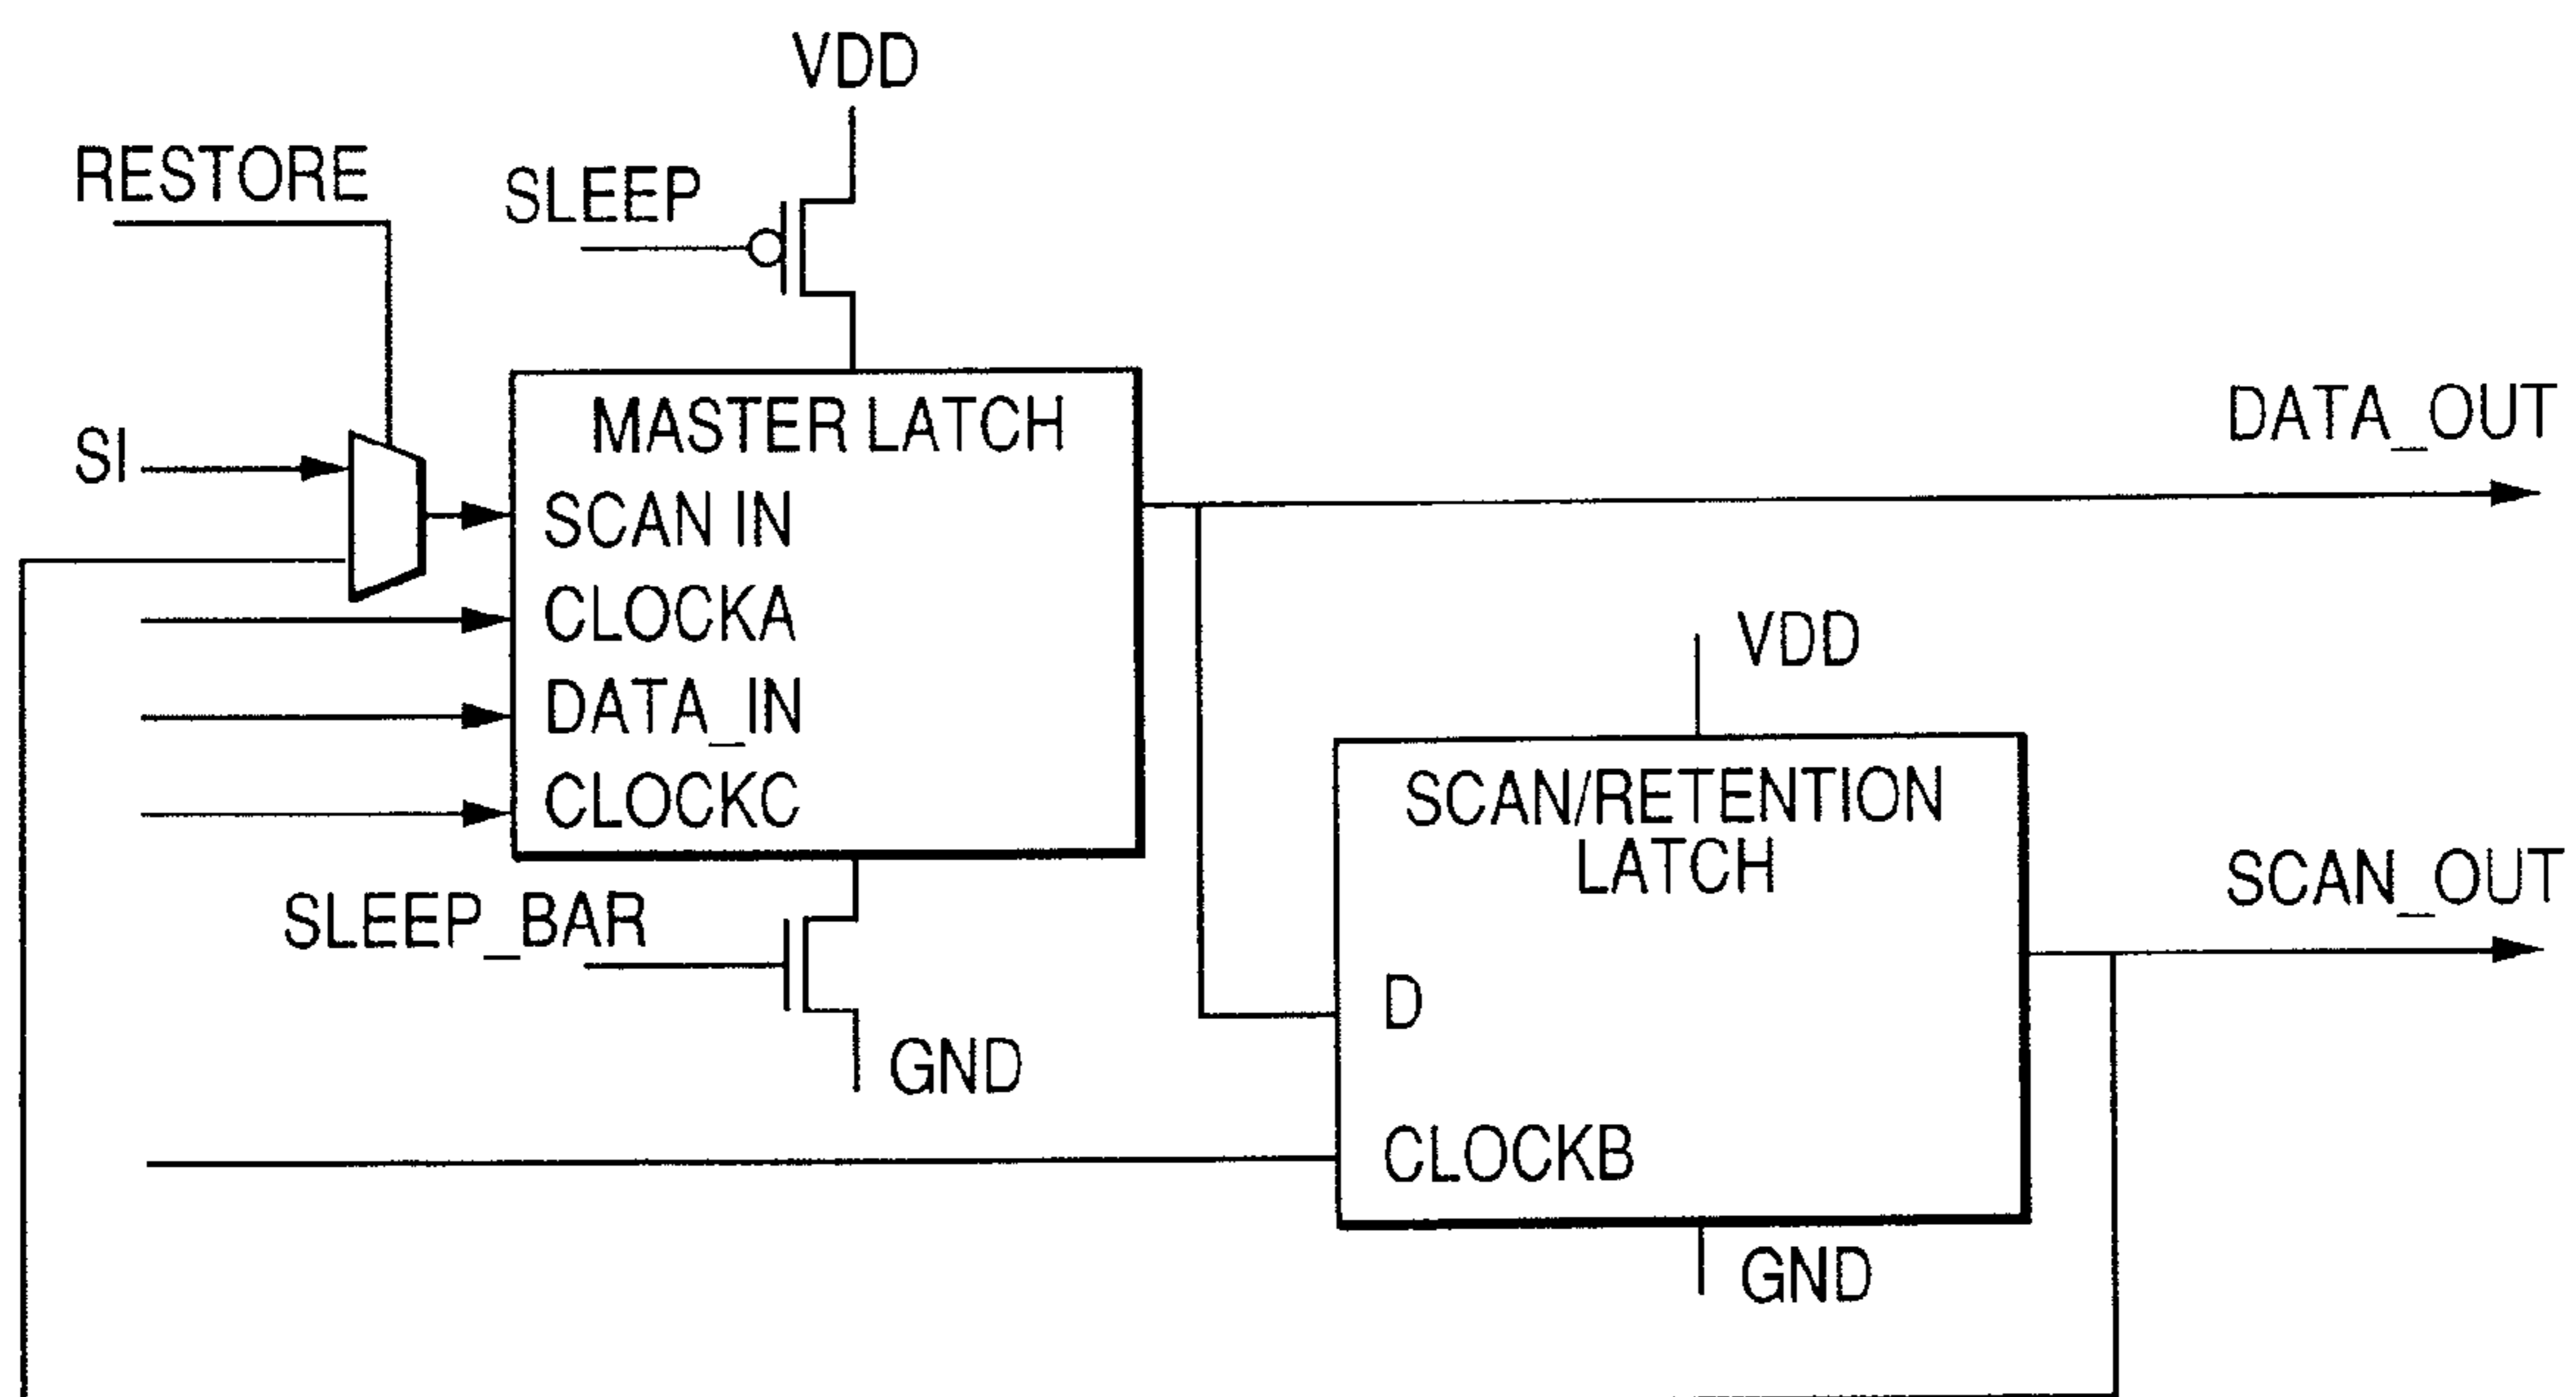 VDD
RESTORE
SLEEP
SI
MASTER LATCH
SCAN IN
CLOCKA
DATA_IN
CLOCKC
DATA_OUT
SLEEP_BAR
GND
VDD
SCAN/RETENTION
LATCH
D
CLOCKB
SCAN_OUT
GND